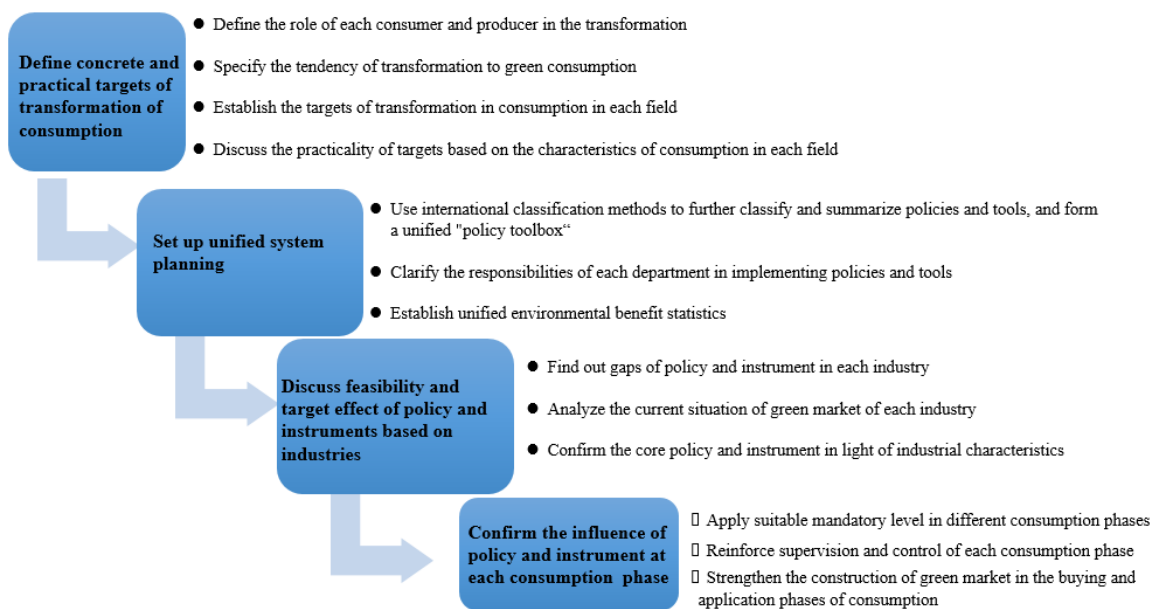 Define concrete and
practical targets of
transformation of
consumption
● Define the role of each consumer and producer in the transformation
● Specify the tendency of transformation to green consumption
● Establish the targets of transformation in consumption in each field
● Discuss the practicality of targets based on the characteristics of consumption in each field
Set up unified system
planning
● Use international classification methods to further classify and summarize policies and tools, and form
a unified "policy toolbox“
● Clarify the responsibilities of each department in implementing policies and tools
● Establish unified environmental benefit statistics
Discuss feasibility and
target effect of policy and
instruments based on
industries
● Find out gaps of policy and instrument in each industry
● Analyze the current situation of green market of each industry
● Confirm the core policy and instrument in light of industrial characteristics
Confirm the influence of
policy and instrument at
each consumption phase
▯ Apply suitable mandatory level in different consumption phases
▯ Reinforce supervision and control of each consumption phase
▯ Strengthen the construction of green market in the buying and
application phases of consumption